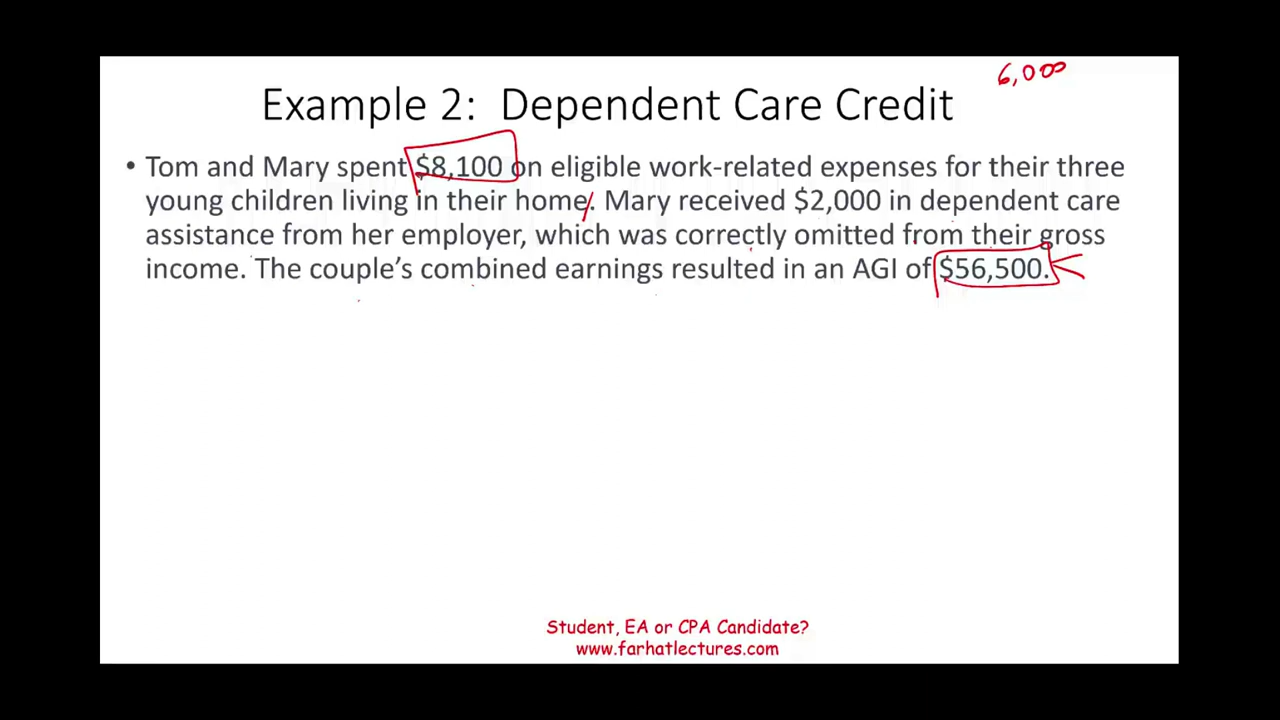 6,000
Example 2: Dependent Care Credit
• Tom and Mary spent $8,100 on eligible work-related expenses for their three
young children living in their home. Mary received $2,000 in dependent care
assistance from her employer, which was correctly omitted from their gross
income. The couple's combined earnings resulted in an AGI of $56,500.
Student, EA or CPA Candidate?
www.farhatlectures.com